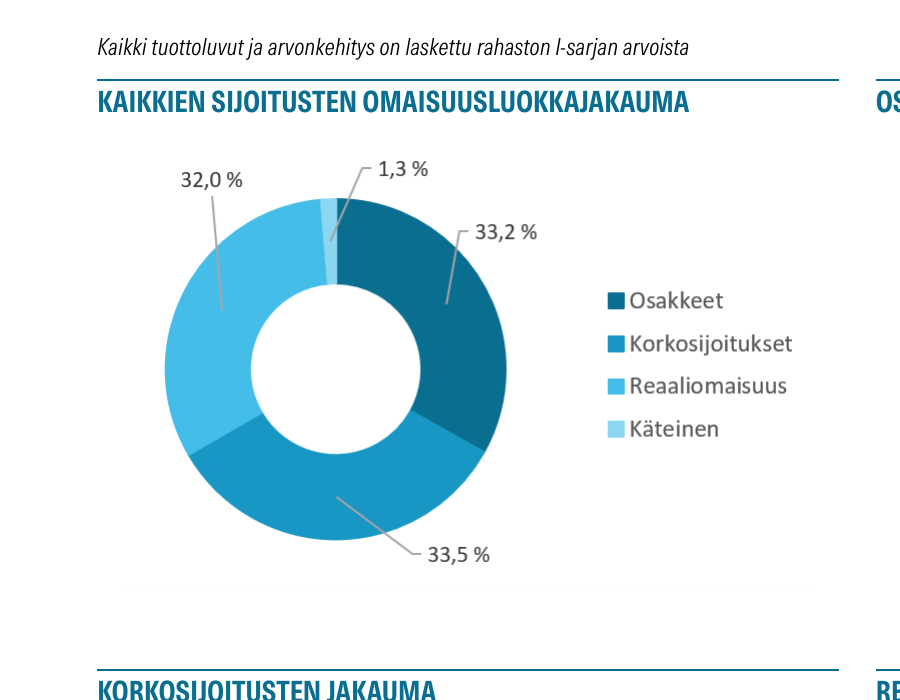 Kaikki tuottoluvut ja arvonkehitys on laskettu rahaston I-sarjan arvoista
KAIKKIEN SIJOITUSTEN OMAISUUSLUOKKAJAKAUMA
32,0 %
1,3 %
33,2 %
33,5 %
Osakkeet
Korkosijoitukset
Reaaliomaisuus
Käteinen
KORKOSIJOITUSTEN JAKAUMA